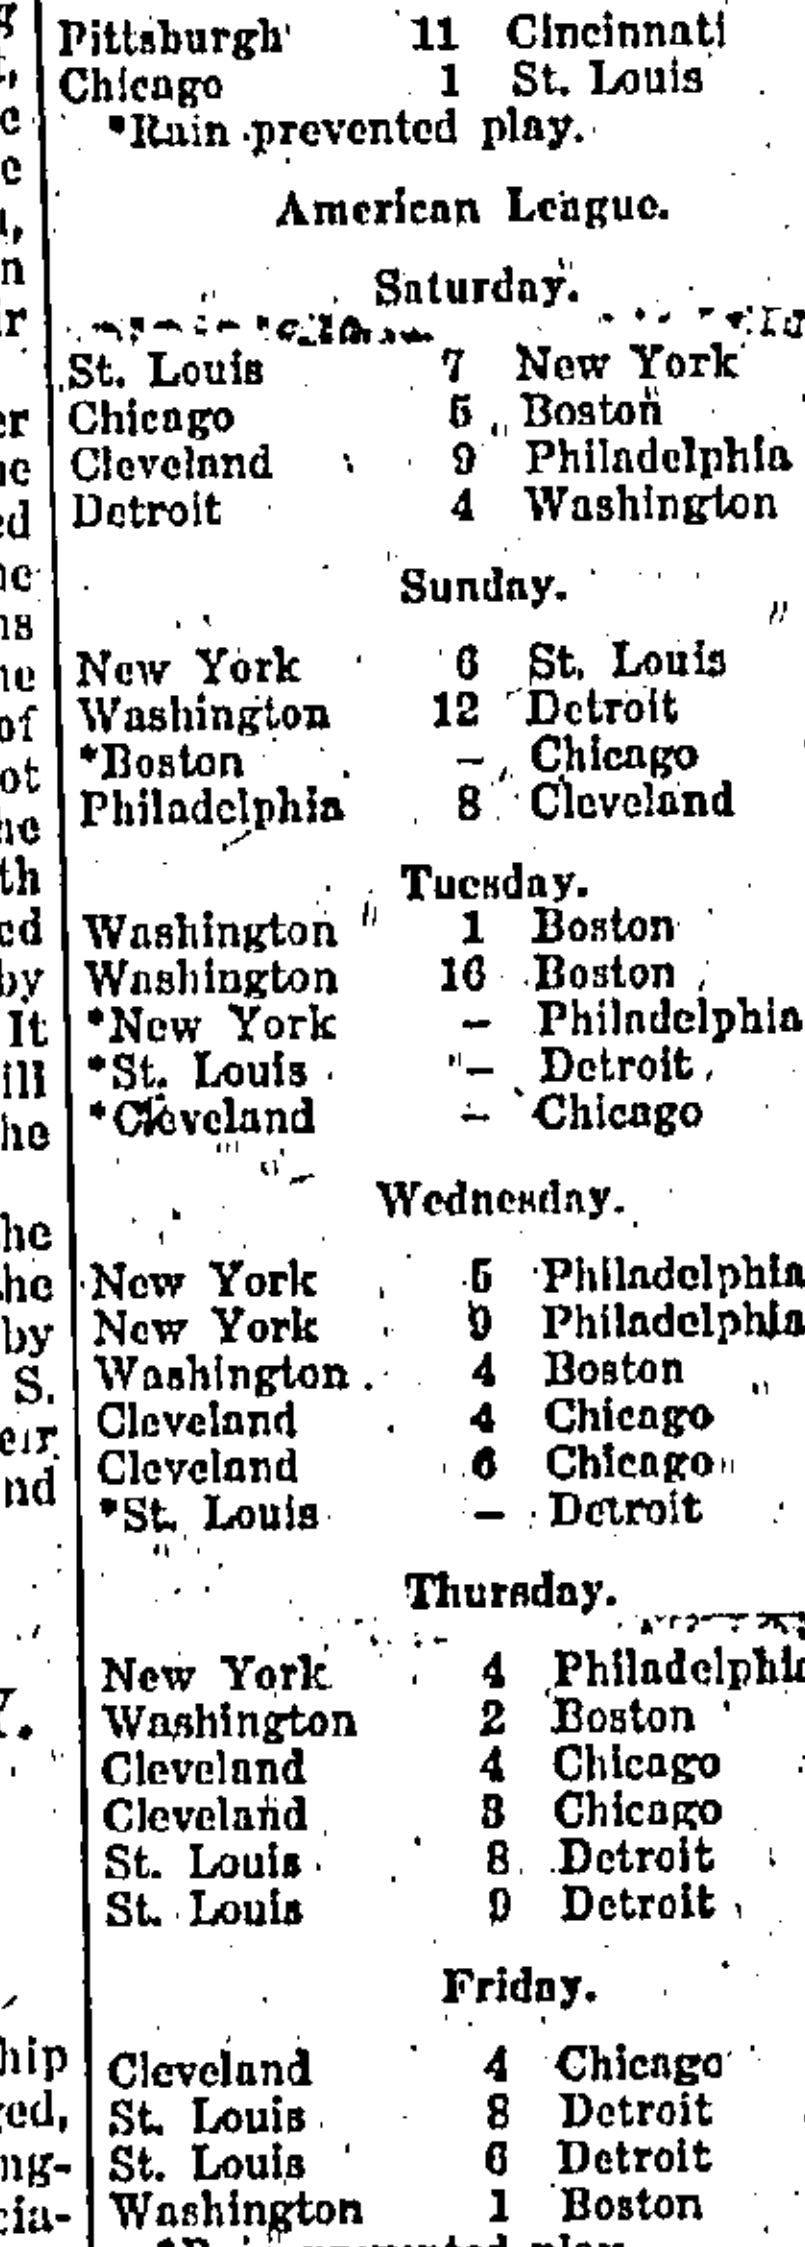 Pittsburgh 11 Cincinnati
Chicago 1 St. Louis
*Rain prevented play.
American League.
Saturday.
St. Louis 7 New York
Chicago 5 Boston
Cleveland 9 Philadelphia
Detroit 4 Washington
Sunday.
New York 6 St. Louis
Washington 12 Detroit
*Boston – Chicago
Philadelphia 8 Cleveland
Tuesday.
Washington 1 Boston
Washington 16 Boston
*New York – Philadelphia
*St. Louis – Detroit
*Cleveland – Chicago
Wednesday.
New York 5 Philadelphia
New York 9 Philadelphia
Washington 4 Boston
Cleveland 4 Chicago
Cleveland 6 Chicago
*St. Louis – Detroit
Thursday.
New York 4 Philadelphia
Washington 2 Boston
Cleveland 4 Chicago
Cleveland 3 Chicago
St. Louis 8 Detroit
St. Louis 9 Detroit
Friday.
Cleveland 4 Chicago
St. Louis 8 Detroit
St. Louis 6 Detroit
Washington 1 Boston